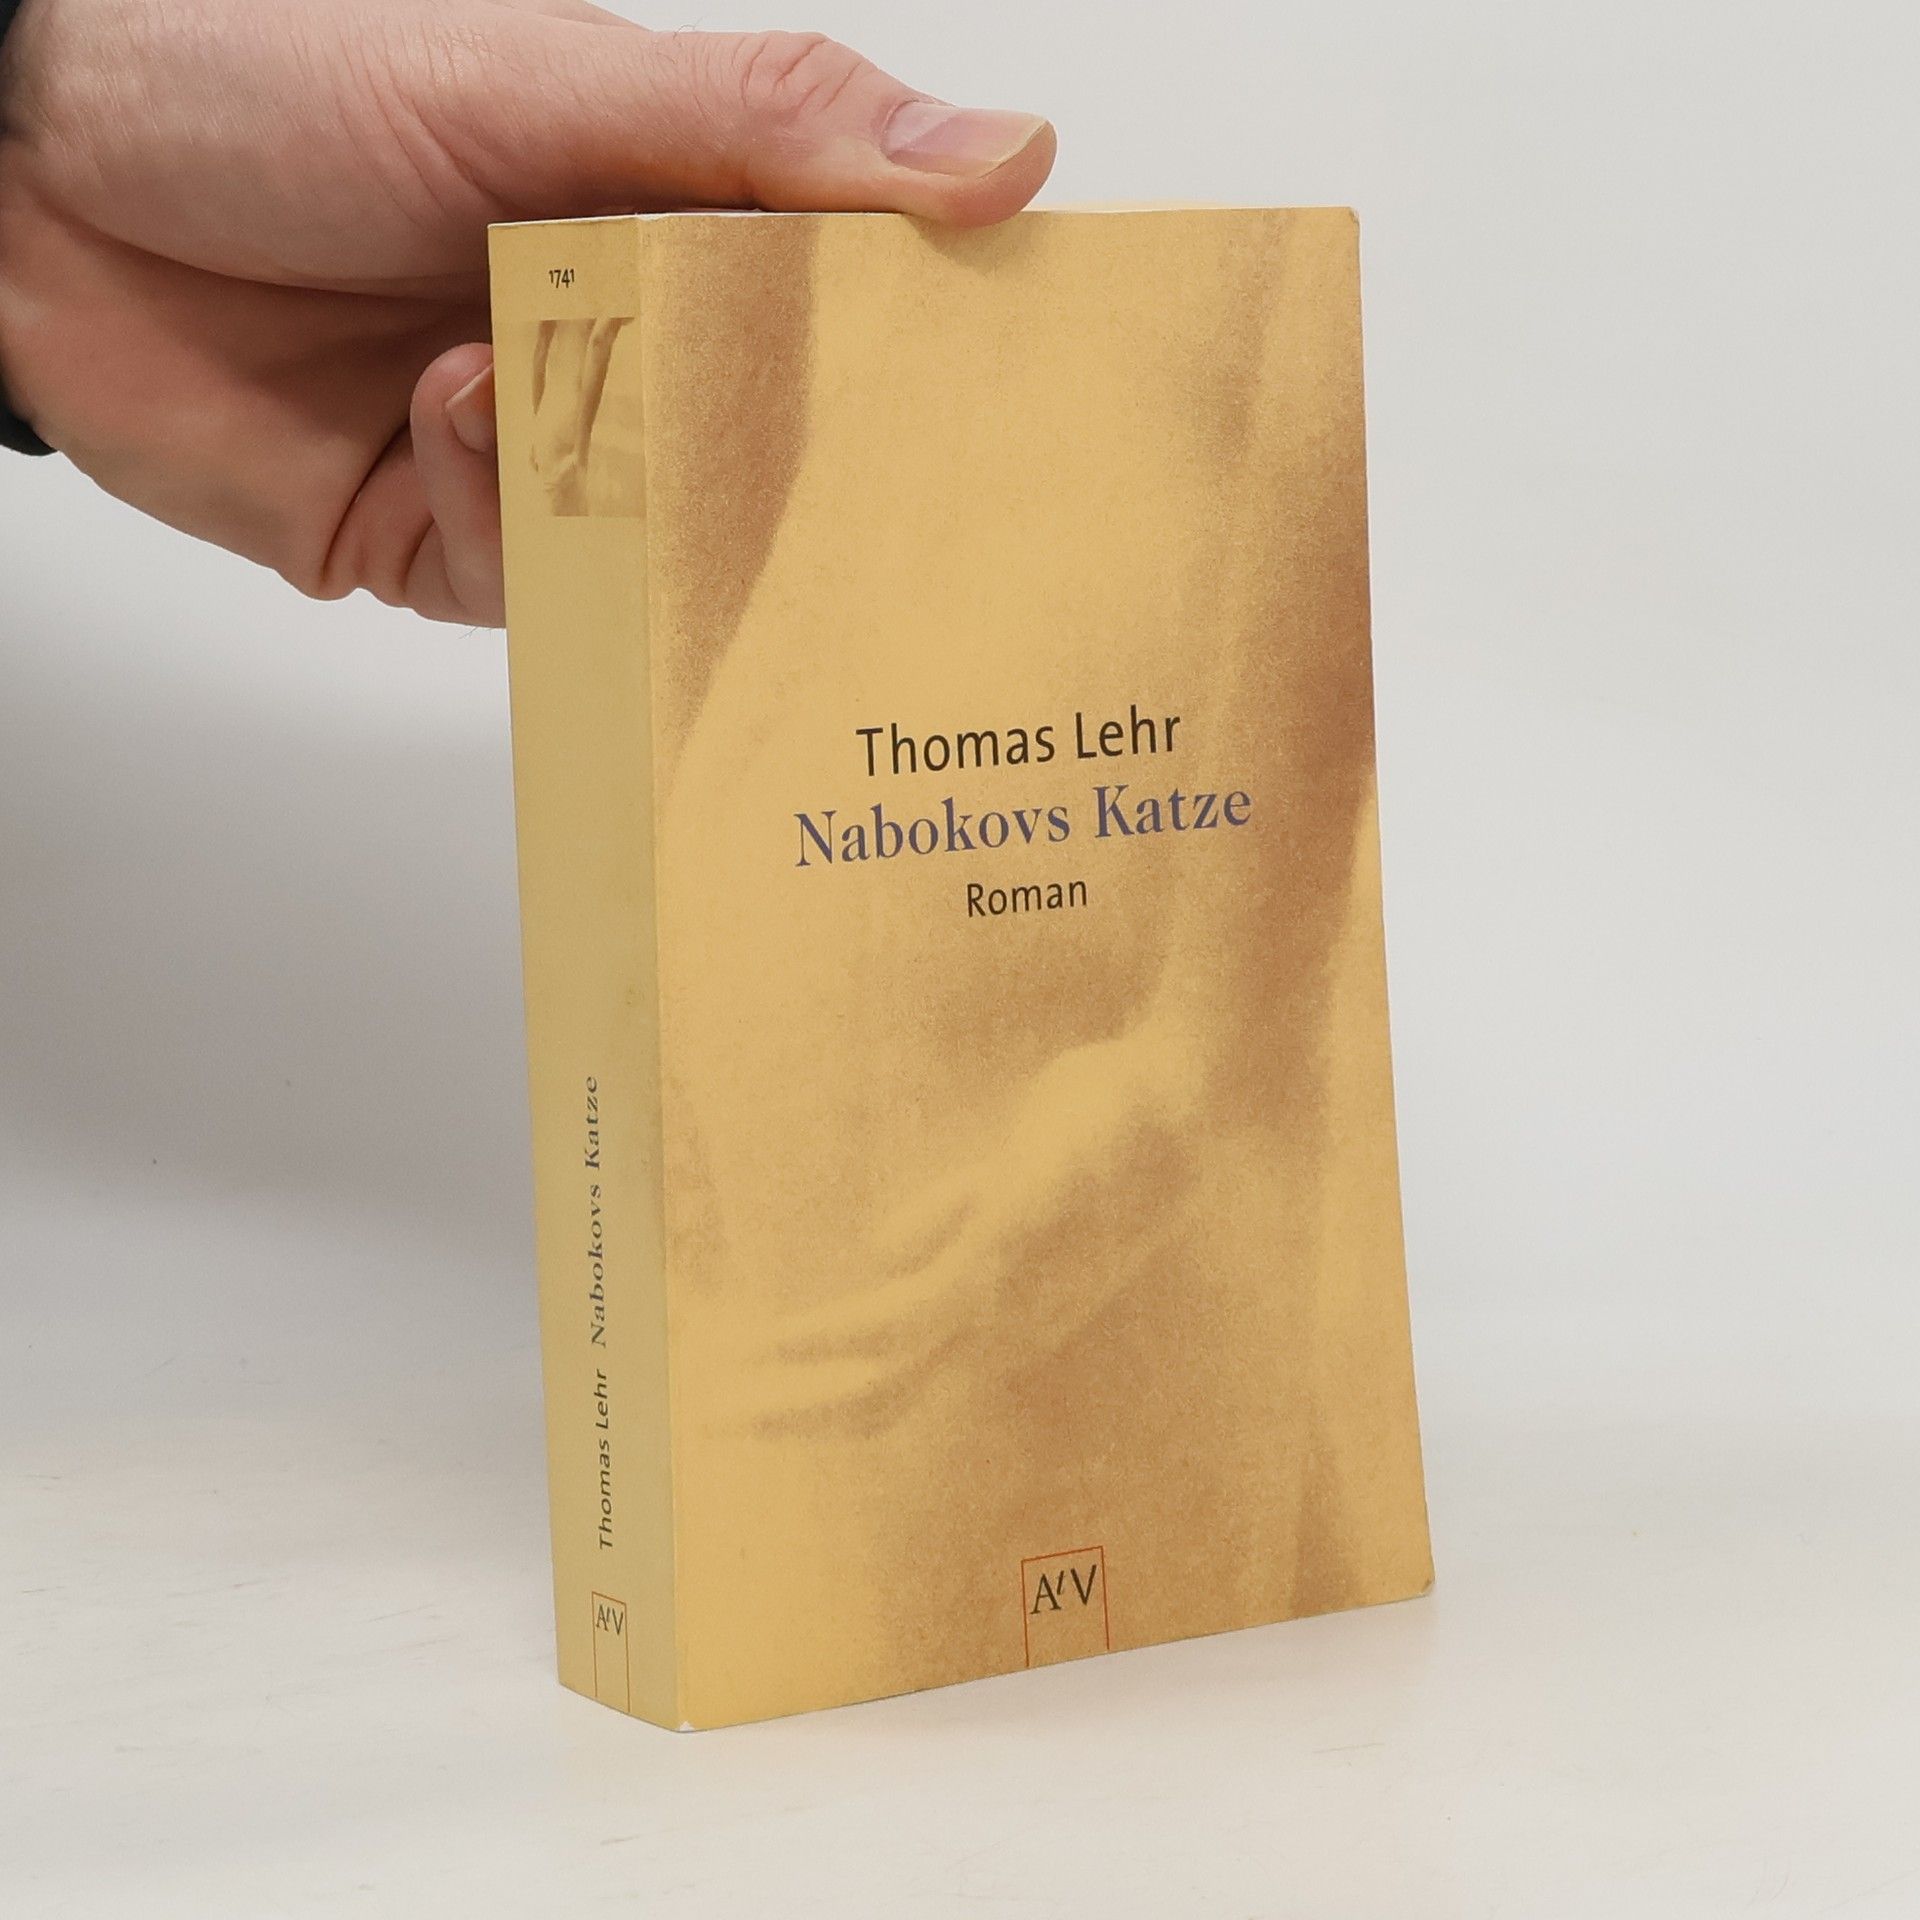 1741
Thomas Lehr Nabokovs Katze
AtV
Thomas Lehr
Nabokovs Katze
Roman
AtV